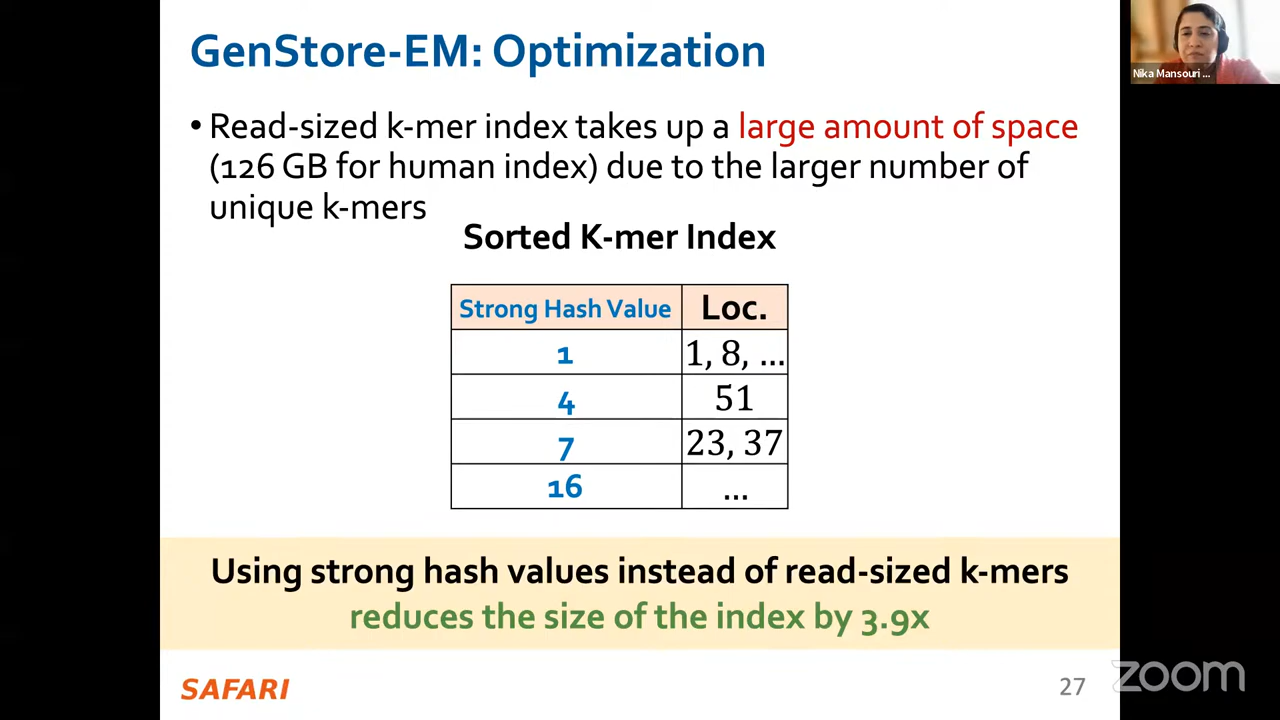 GenStore-EM: Optimization
Nika Mansouri ...
• Read-sized k-mer index takes up a large amount of space
(126 GB for human index) due to the larger number of
unique k-mers
Sorted K-mer Index
Strong Hash Value Loc.
1 1, 8, ...
4 51
7 23, 37
16 ...
Using strong hash values instead of read-sized k-mers
reduces the size of the index by 3.9x
SAFARI
27
zoom